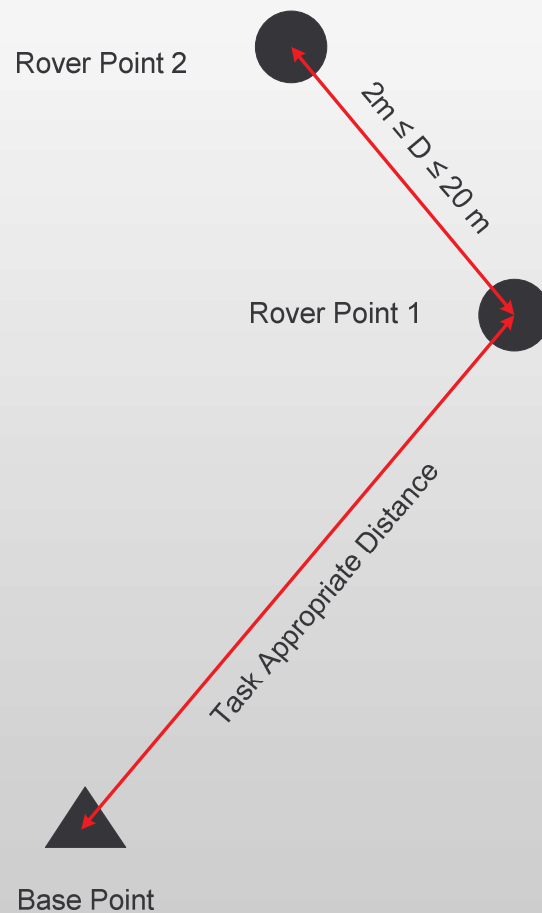 Rover Point 2
2m ≤ D ≤ 20 m
Rover Point 1
Task Appropriate Distance
Base Point